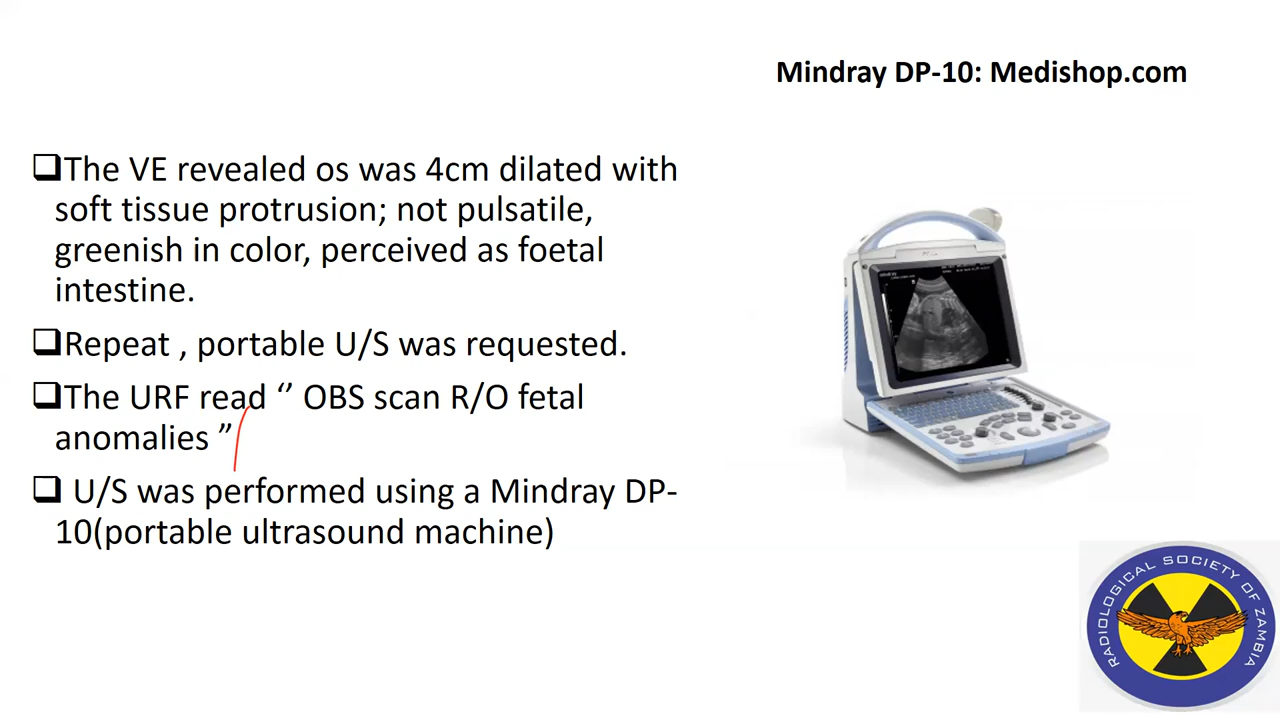 Mindray DP-10: Medishop.com
❑The VE revealed os was 4cm dilated with
soft tissue protrusion; not pulsatile,
greenish in color, perceived as foetal
intestine.
❑Repeat , portable U/S was requested.
❑The URF read ‘’ OBS scan R/O fetal
anomalies ”
❑ U/S was performed using a Mindray DP-
10(portable ultrasound machine)
RADIOLOGICAL SOCIETY OF ZAMBIA